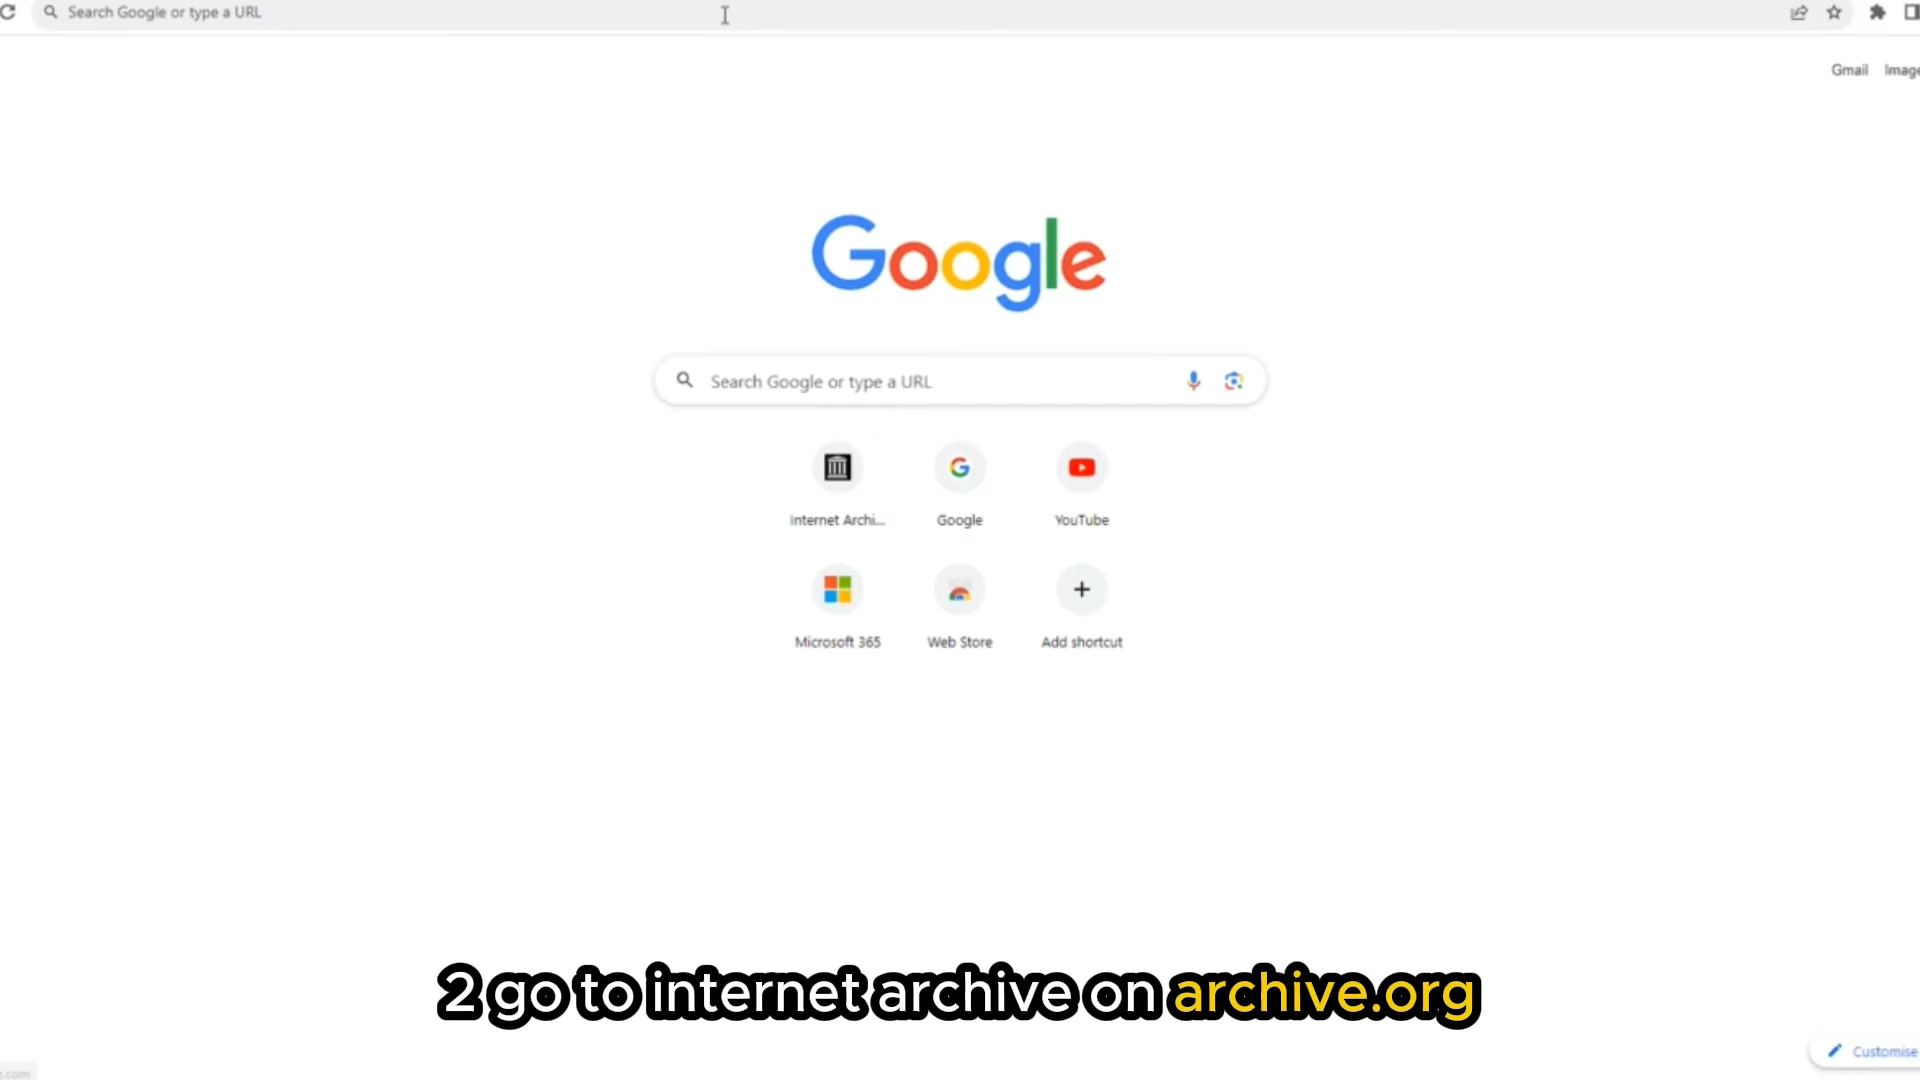 Search Google or type a URL
Gmail Image
Google
Search Google or type a URL
Internet Archi... Google YouTube
Microsoft 365 Web Store Add shortcut
2 go to internet archive on archive.org
Customise